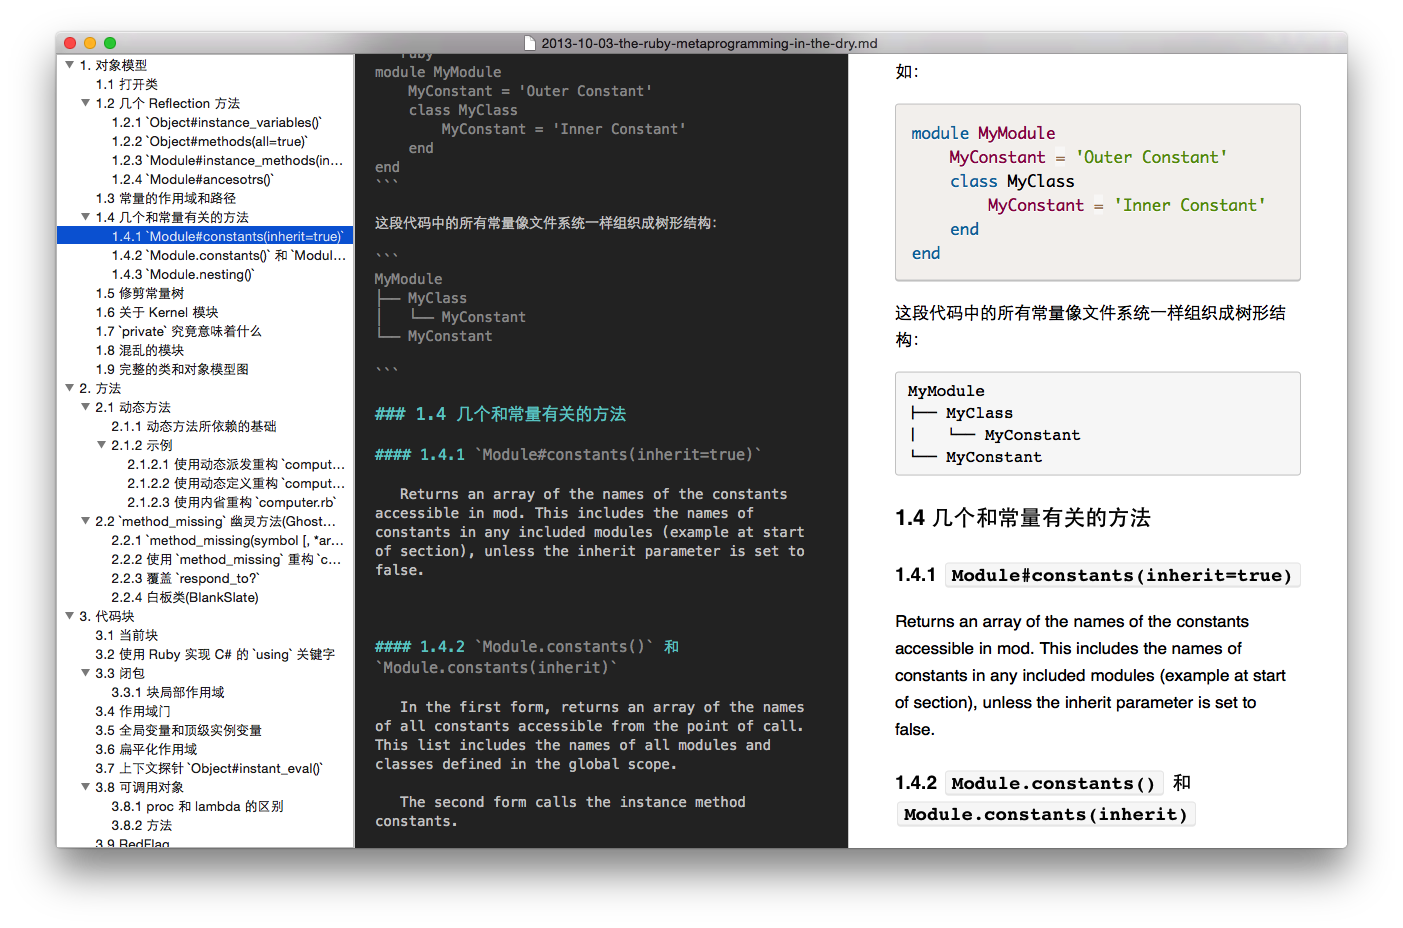 2013-10-03-the-ruby-metaprogramming-in-the-dry.md
1. 对象模型
1.1 打开类
1.2 几个 Reflection 方法
1.2.1 `Object#instance_variables()`
1.2.2 `Object#methods(all=true)`
1.2.3 `Module#instance_methods(in...
1.2.4 `Module#ancesotrs()`
1.3 常量的作用域和路径
1.4 几个和常量有关的方法
1.4.1 `Module#constants(inherit=true)`
1.4.2 `Module.constants()` 和 `Modul...
1.4.3 `Module.nesting()`
1.5 修剪常量树
1.6 关于 Kernel 模块
1.7 `private` 究竟意味着什么
1.8 混乱的模块
1.9 完整的类和对象模型图
2. 方法
2.1 动态方法
2.1.1 动态方法所依赖的基础
2.1.2 示例
2.1.2.1 使用动态派发重构 `comput...
2.1.2.2 使用动态定义重构 `comput...
2.1.2.3 使用内省重构 `computer.rb`
2.2 `method_missing` 幽灵方法(Ghost...
2.2.1 `method_missing(symbol [, *ar...
2.2.2 使用 `method_missing` 重构 `c...
2.2.3 覆盖 `respond_to?`
2.2.4 白板类(BlankSlate)
3. 代码块
3.1 当前块
3.2 使用 Ruby 实现 C# 的 `using` 关键字
3.3 闭包
3.3.1 块局部作用域
3.4 作用域门
3.5 全局变量和顶级实例变量
3.6 扁平化作用域
3.7 上下文探针 `Object#instant_eval()`
3.8 可调用对象
3.8.1 proc 和 lambda 的区别
3.8.2 方法
3.9 RedFlag
ruby
module MyModule
MyConstant = 'Outer Constant'
class MyClass
MyConstant = 'Inner Constant'
end
end
```
这段代码中的所有常量像文件系统一样组织成树形结构：
```
MyModule
├── MyClass
│   └── MyConstant
└── MyConstant
```
### 1.4 几个和常量有关的方法
#### 1.4.1 `Module#constants(inherit=true)`
Returns an array of the names of the constants
accessible in mod. This includes the names of
constants in any included modules (example at start
of section), unless the inherit parameter is set to
false.
#### 1.4.2 `Module.constants()` 和
`Module.constants(inherit)`
In the first form, returns an array of the names
of all constants accessible from the point of call.
This list includes the names of all modules and
classes defined in the global scope.
The second form calls the instance method
constants.
如：
module MyModule
MyConstant = 'Outer Constant'
class MyClass
MyConstant = 'Inner Constant'
end
end
这段代码中的所有常量像文件系统一样组织成树形结
构：
MyModule
├── MyClass
│   └── MyConstant
└── MyConstant
1.4 几个和常量有关的方法
1.4.1 Module#constants(inherit=true)
Returns an array of the names of the constants
accessible in mod. This includes the names of
constants in any included modules (example at start
of section), unless the inherit parameter is set to
false.
1.4.2 Module.constants() 和
Module.constants(inherit)